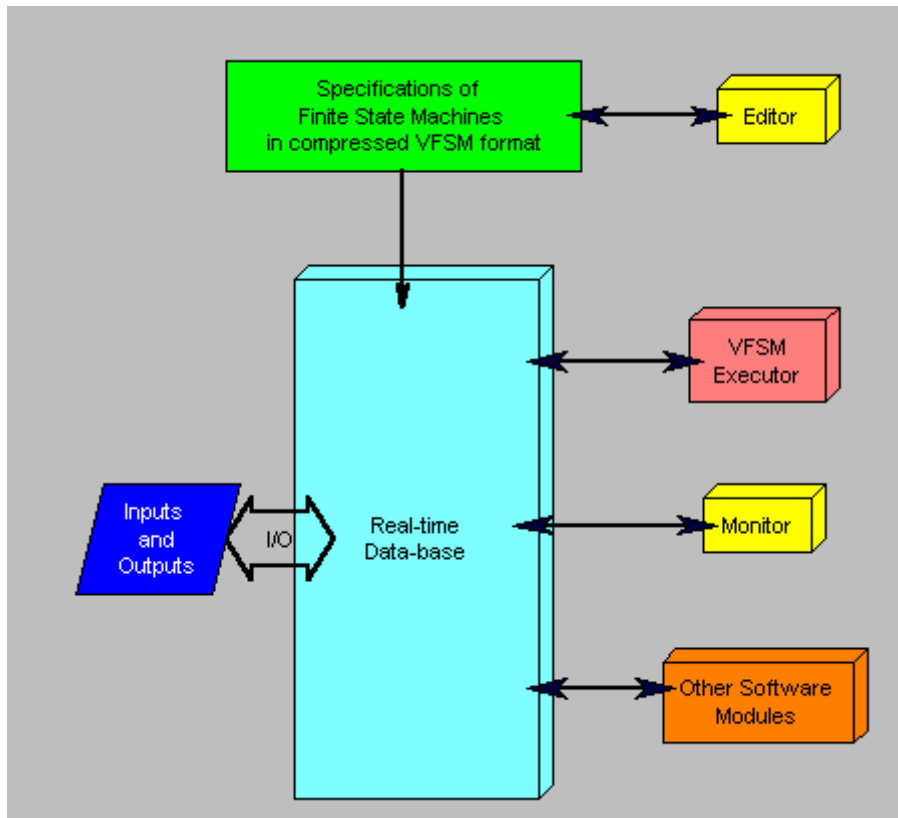 Specifications of
Finite State Machines
in compressed VFSM format
Editor
VFSM
Executor
Inputs
and
Outputs
I/O
Real-time
Data-base
Monitor
Other Software
Modules